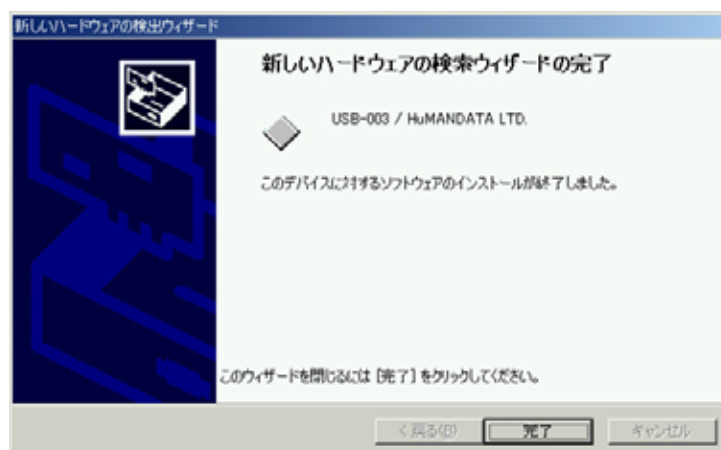 新しいハードウェアの検出ウィザード
新しいハードウェアの検索ウィザードの完了
USB-003 / HuMANDATA LTD.
このデバイスに対するソフトウェアのインストールが終了しました。
このウィザードを閉じるには [完了] をクリックしてください。
< 戻る(B)
完了
キャンセル